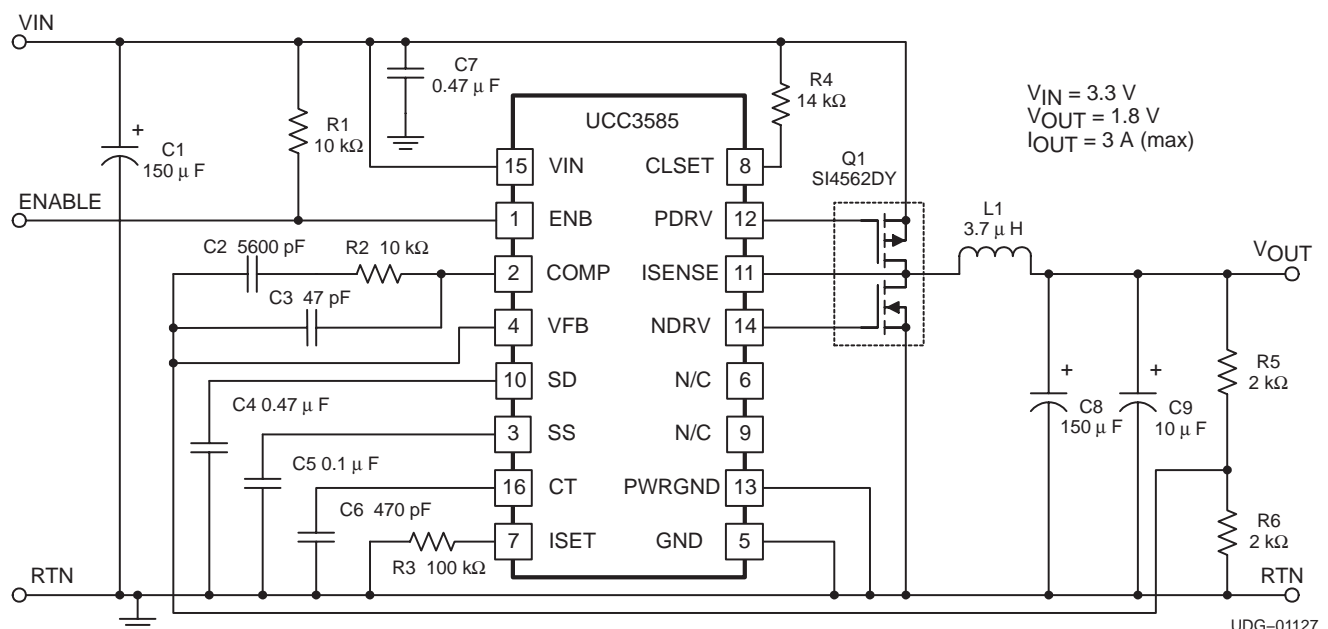 VIN
C7
0.47 μ F
R4
14 kΩ
VIN = 3.3 V
VOUT = 1.8 V
IOUT = 3 A (max)
UCC3585
R1
10 kΩ
+
C1
150 μ F
Q1
SI4562DY
15 VIN CLSET 8
ENABLE
1 ENB PDRV 12
L1
3.7 μ H
C2 5600 pF R2 10 kΩ
VOUT
2 COMP ISENSE 11
C3 47 pF
4 VFB NDRV 14
R5
2 kΩ
10 SD N/C 6
+
C8
150 μ F
+
C9
10 μ F
C4 0.47 μ F
3 SS N/C 9
C5 0.1 μ F
16 CT PWRGND 13
C6 470 pF
R6
2 kΩ
7 ISET GND 5
R3 100 kΩ
RTN
RTN
UDG–01127